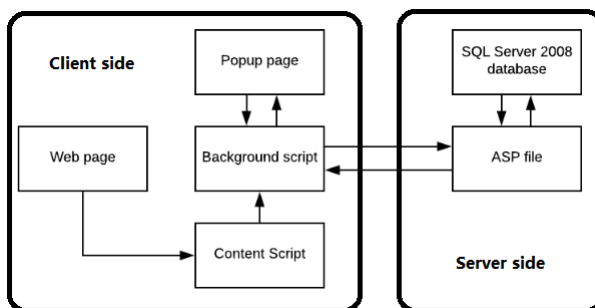 Client side
Popup page
Web page
Background script
Content Script
SQL Server 2008
database
ASP file
Server side